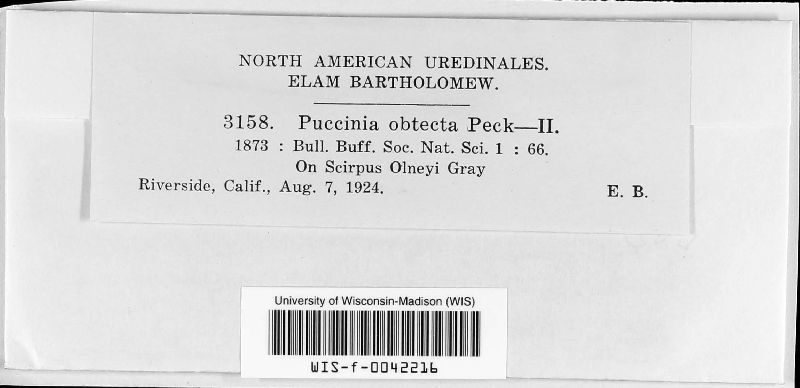 NORTH AMERICAN UREDINALES.
ELAM BARTHOLOMEW.
3158. Puccinia obtecta Peck—II.
1873 : Bull. Buff. Soc. Nat. Sci. 1 : 66.
On Scirpus Olneyi Gray
Riverside, Calif., Aug. 7, 1924. E. B.
University of Wisconsin-Madison (WIS)
WIS-f-0042216